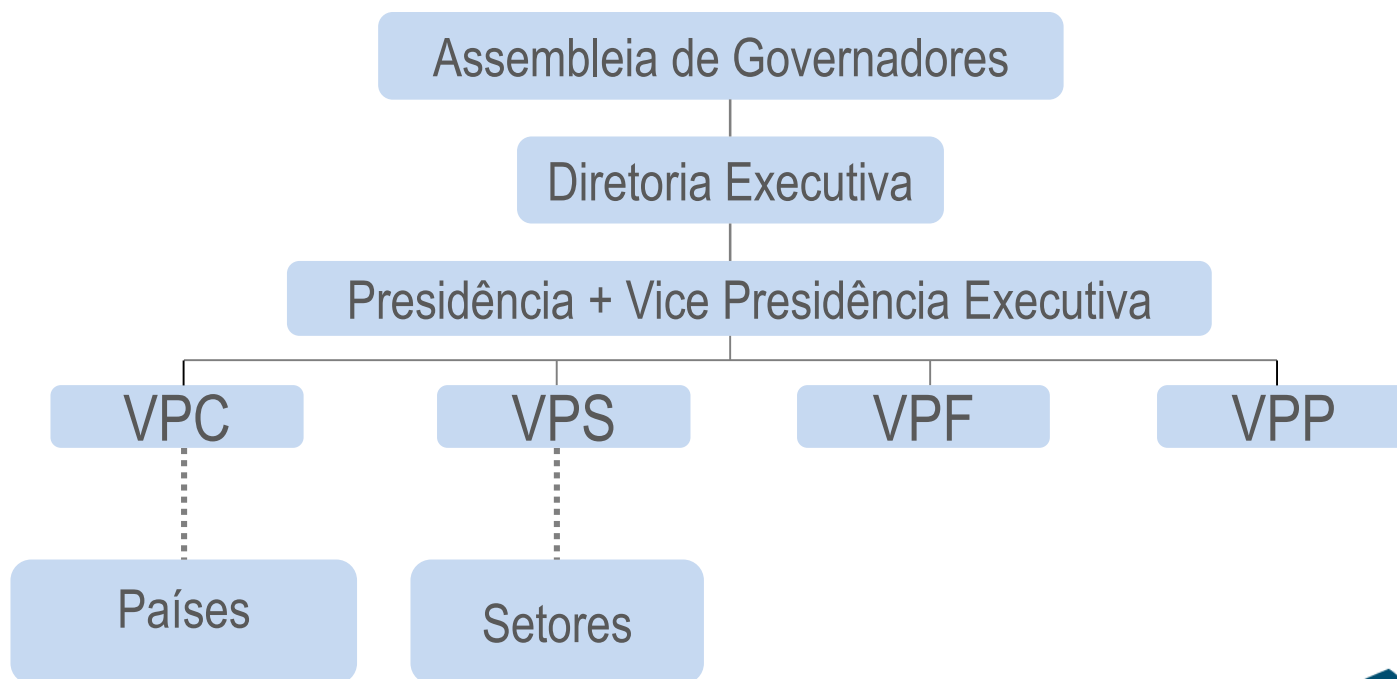 Assembleia de Governadores
Diretoria Executiva
Presidência + Vice Presidência Executiva
VPC
VPS
VPF
VPP
Países
Setores